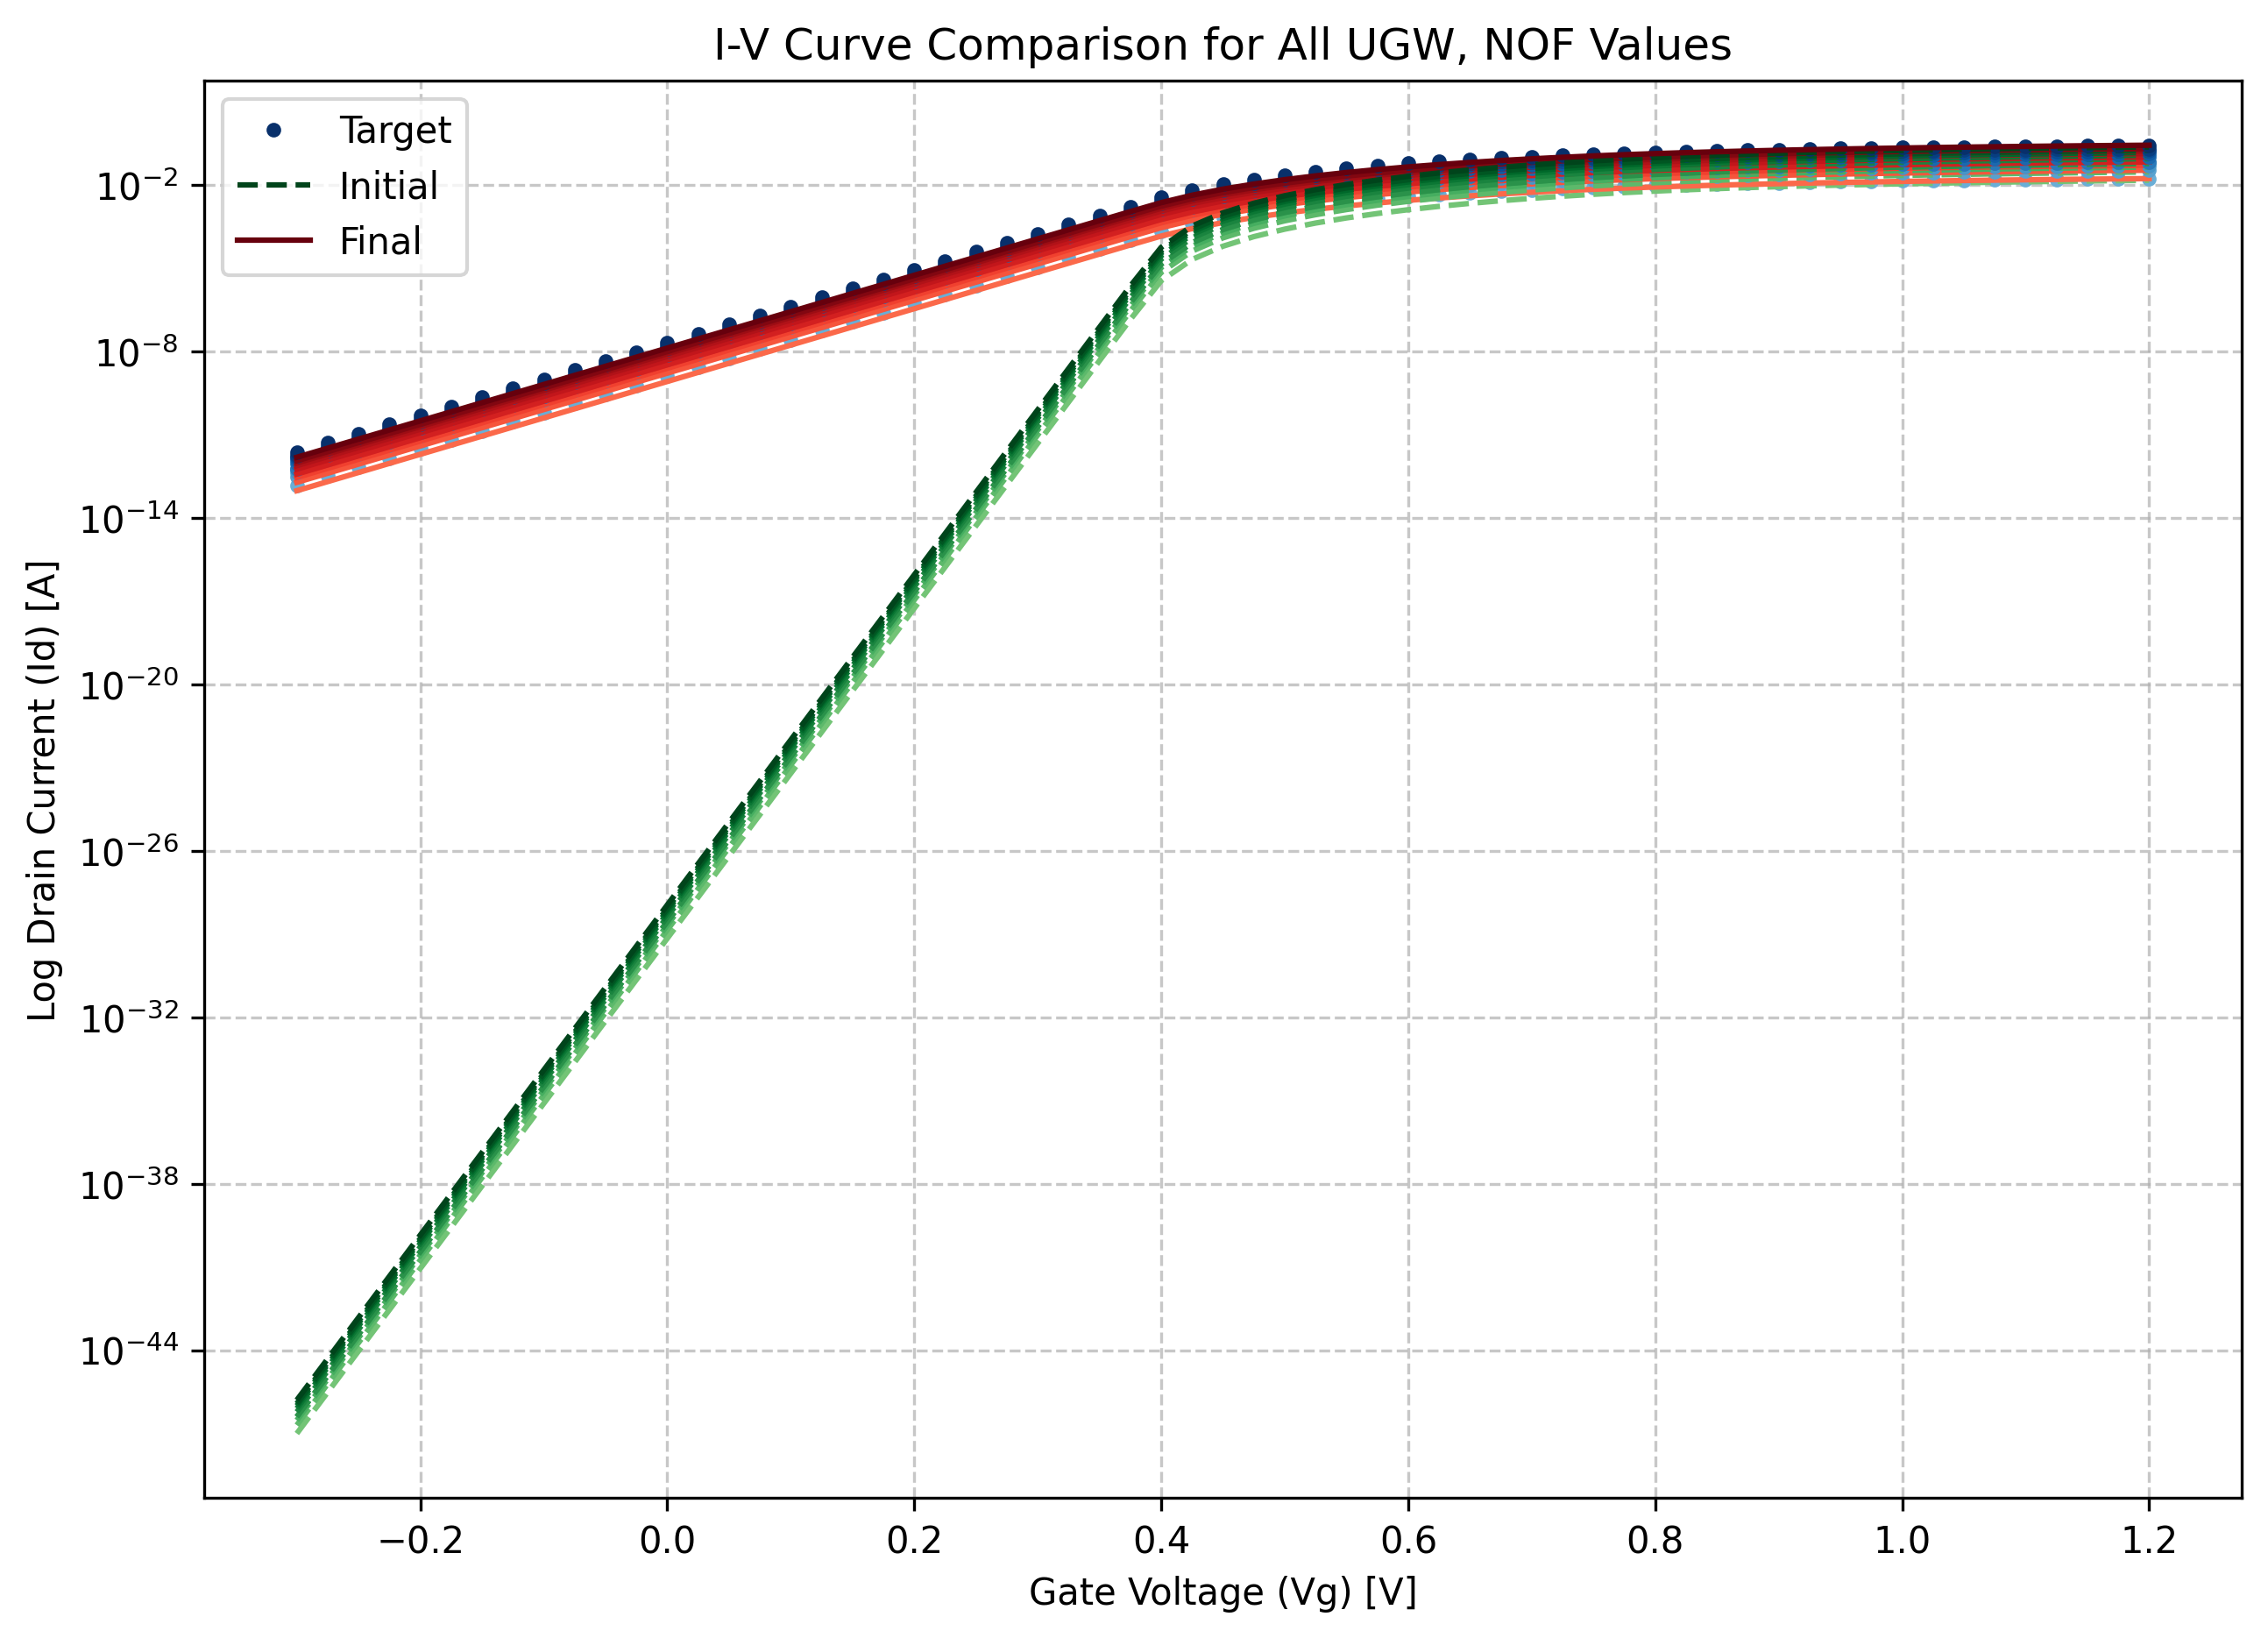 I-V Curve Comparison for All UGW, NOF Values
Target
Initial
Final
Log Drain Current (Id) [A]
10⁻²
10⁻⁸
10⁻¹⁴
10⁻²⁰
10⁻²⁶
10⁻³²
10⁻³⁸
10⁻⁴⁴
−0.2 0.0 0.2 0.4 0.6 0.8 1.0 1.2
Gate Voltage (Vg) [V]